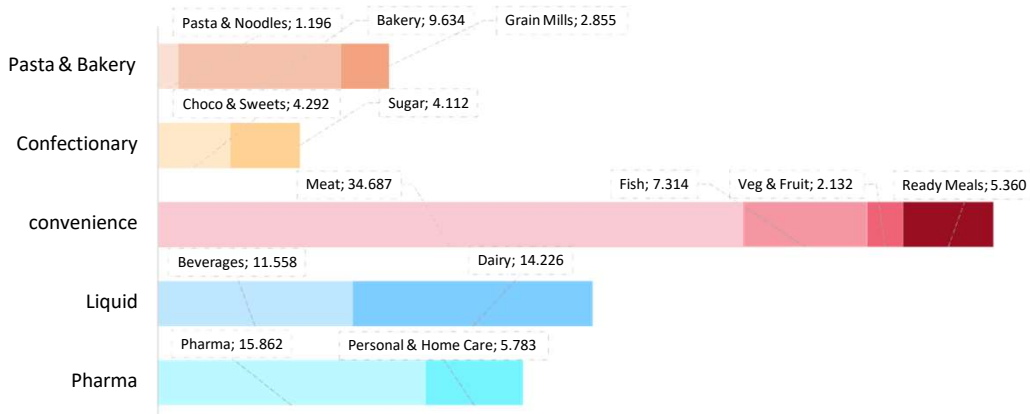 Pasta & Noodles; 1.196
Bakery; 9.634
Grain Mills; 2.855
Pasta & Bakery
Choco & Sweets; 4.292
Sugar; 4.112
Confectionary
Meat; 34.687
Fish; 7.314
Veg & Fruit; 2.132
Ready Meals; 5.360
convenience
Beverages; 11.558
Dairy; 14.226
Liquid
Pharma; 15.862
Personal & Home Care; 5.783
Pharma